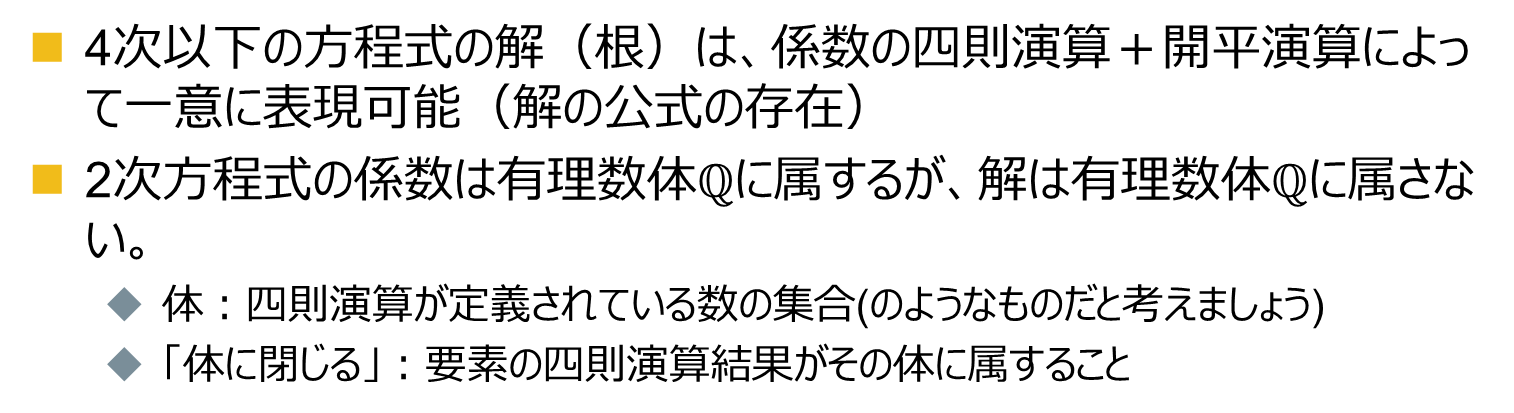 4次以下の方程式の解（根）は、係数の四則演算＋開平演算によっ
て一意に表現可能（解の公式の存在）
2次方程式の係数は有理数体ℚに属するが、解は有理数体ℚに属さな
い。
体：四則演算が定義されている数の集合(のようなものだと考えましょう)
「体に閉じる」：要素の四則演算結果がその体に属すること